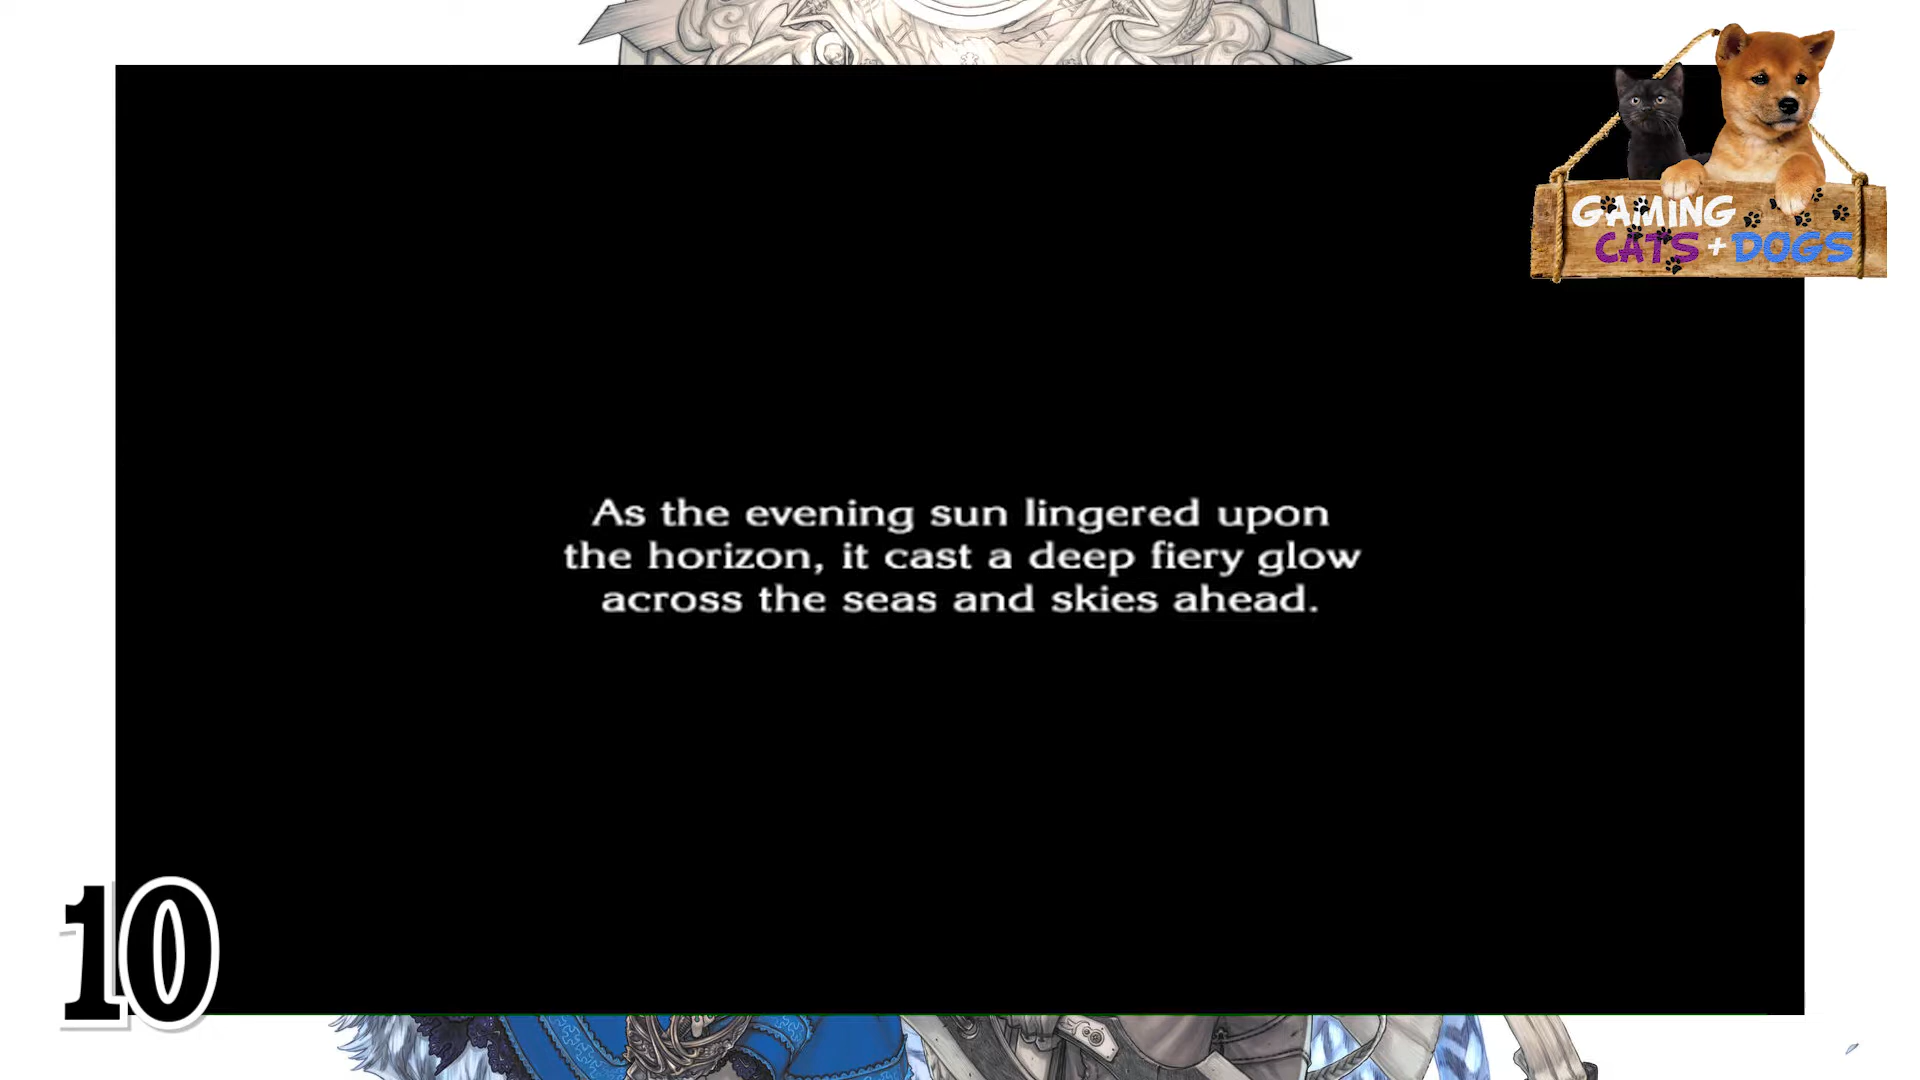 GAMING
CATS + DOGS
As the evening sun lingered upon
the horizon, it cast a deep fiery glow
across the seas and skies ahead.
10